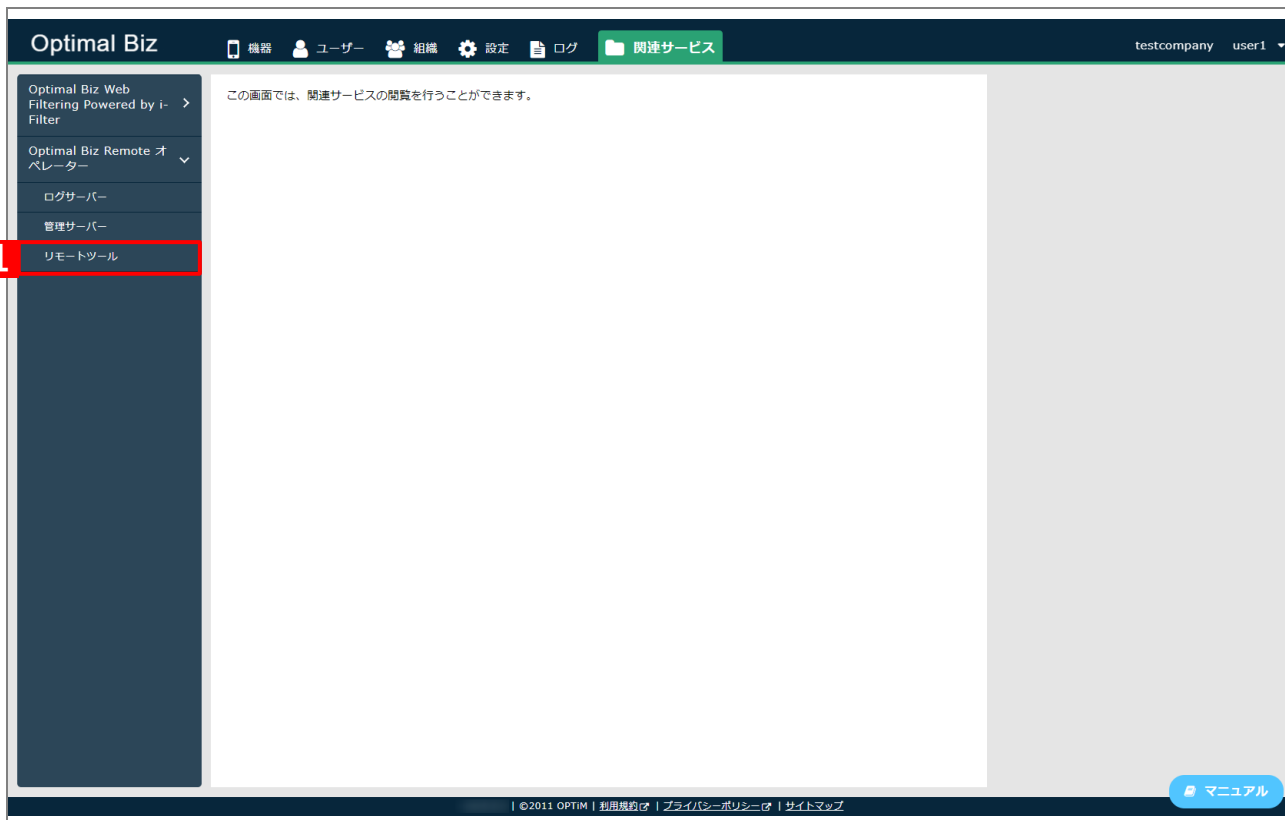 Optimal Biz
機器 ユーザー 組織 設定 ログ 関連サービス
testcompany user1
Optimal Biz Web
Filtering Powered by i-
Filter
Optimal Biz Remote オ
ペレーター
ログサーバー
管理サーバー
1
リモートツール
この画面では、関連サービスの閲覧を行うことができます。
マニュアル
| ©2011 OPTiM | 利用規約 | プライバシーポリシー | サイトマップ